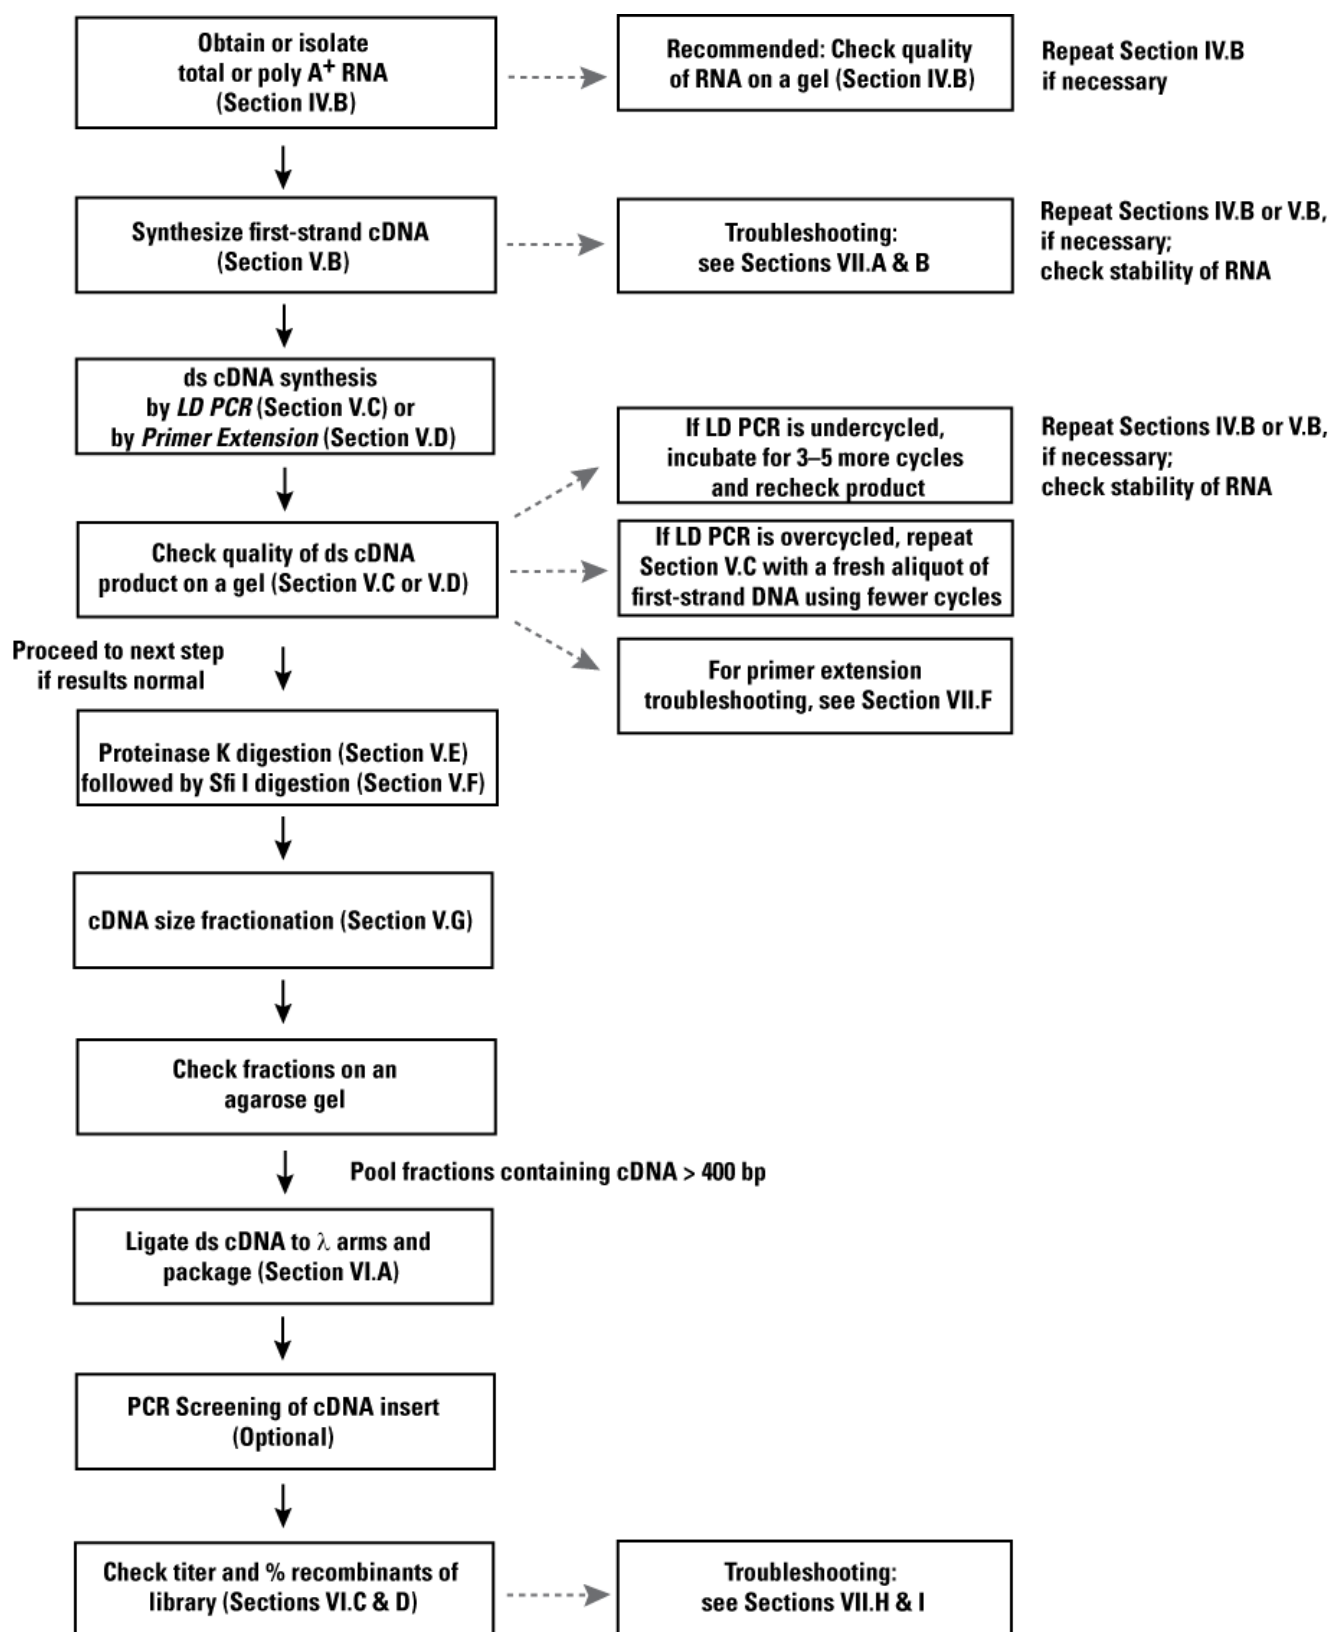 Obtain or isolate
total or poly A+ RNA
(Section IV.B)
Recommended: Check quality
of RNA on a gel (Section IV.B)
Repeat Section IV.B
if necessary
Synthesize first-strand cDNA
(Section V.B)
Troubleshooting:
see Sections VII.A & B
Repeat Sections IV.B or V.B,
if necessary;
check stability of RNA
ds cDNA synthesis
by LD PCR (Section V.C) or
by Primer Extension (Section V.D)
If LD PCR is undercycled,
incubate for 3–5 more cycles
and recheck product
Repeat Sections IV.B or V.B,
if necessary;
check stability of RNA
Check quality of ds cDNA
product on a gel (Section V.C or V.D)
If LD PCR is overcycled, repeat
Section V.C with a fresh aliquot of
first-strand DNA using fewer cycles
Proceed to next step
if results normal
For primer extension
troubleshooting, see Section VII.F
Proteinase K digestion (Section V.E)
followed by Sfi I digestion (Section V.F)
cDNA size fractionation (Section V.G)
Check fractions on an
agarose gel
Pool fractions containing cDNA > 400 bp
Ligate ds cDNA to λ arms and
package (Section VI.A)
PCR Screening of cDNA insert
(Optional)
Check titer and % recombinants of
library (Sections VI.C & D)
Troubleshooting:
see Sections VII.H & I